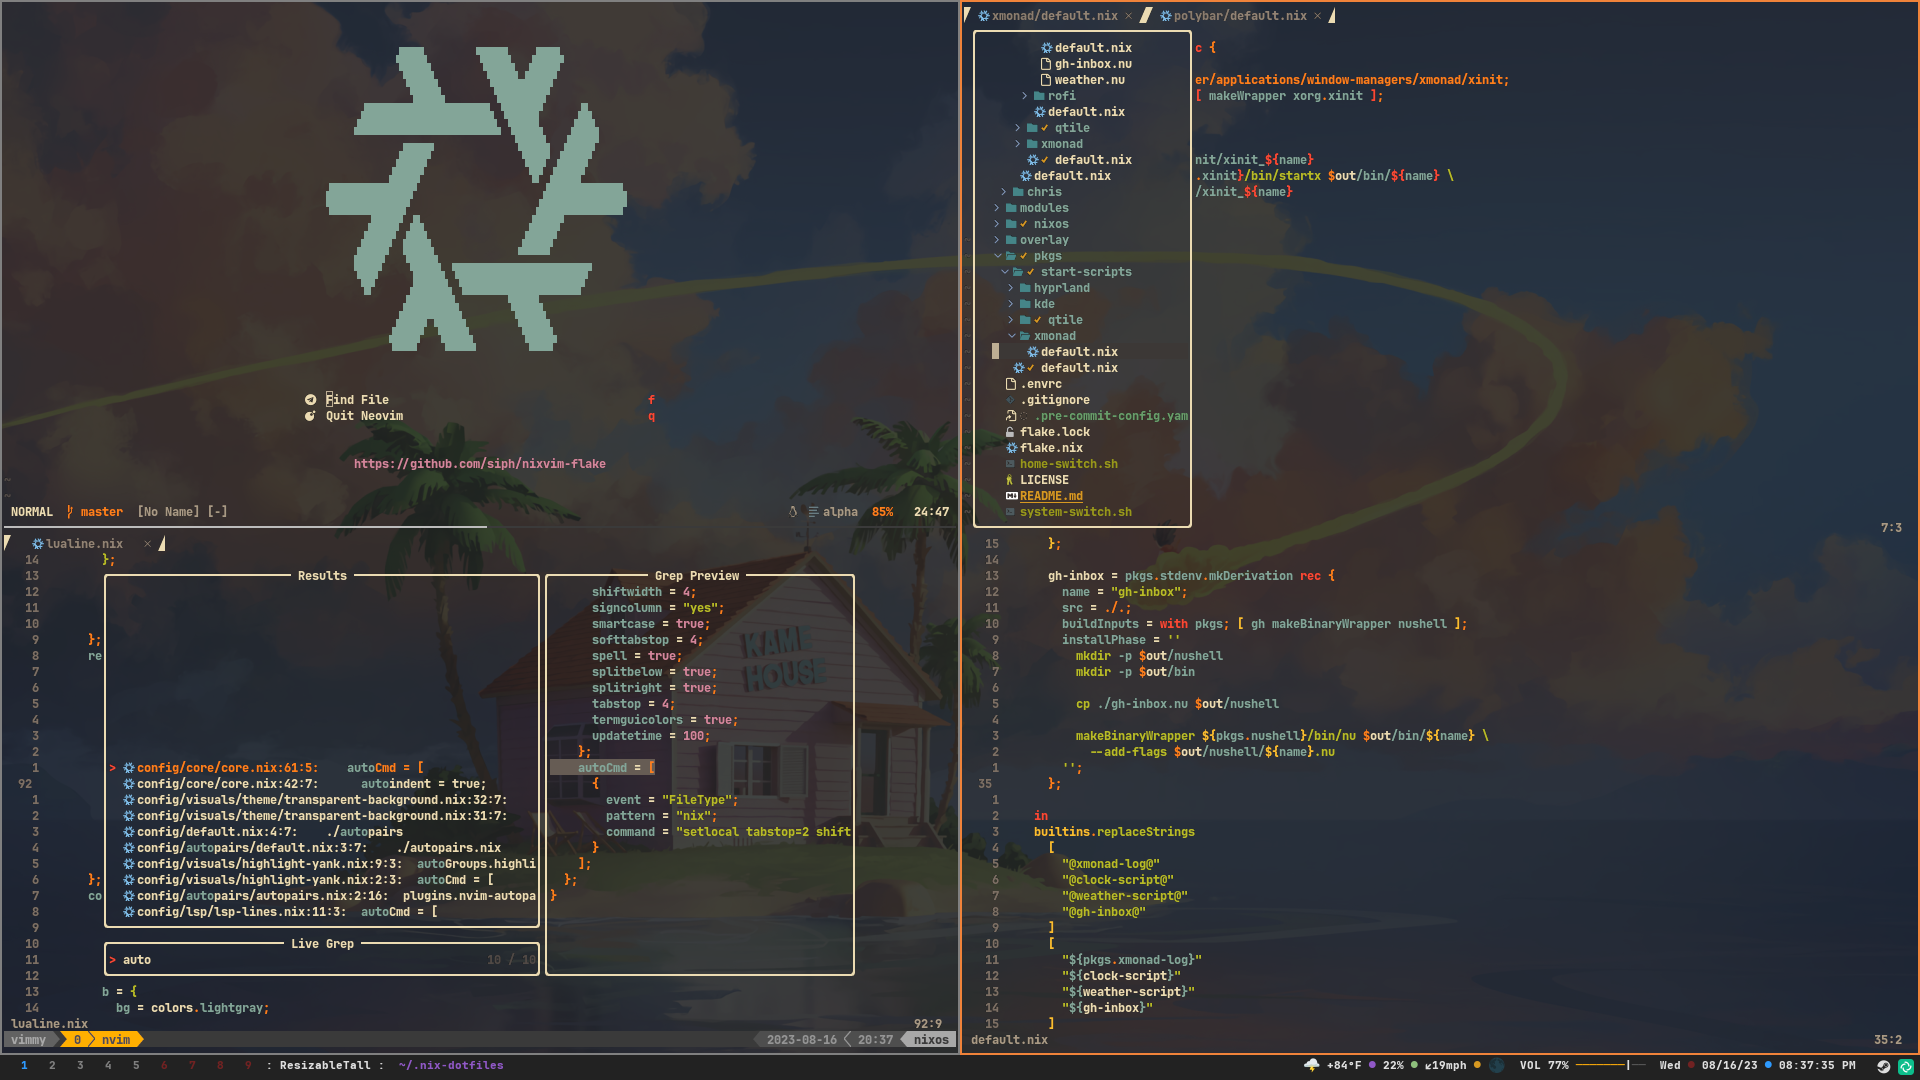 Find File f
Quit Neovim q
https://github.com/siph/nixvim-flake
~
~
NORMAL master [No Name] [-] alpha 85% 24:47
lualine.nix ×
14 };
13
12
11
10
9 };
8 re
7
6
5
4
3
2
1
92
1
2
3
4
5
6 };
7 co
8
9
10
11
12
13 b = {
14 bg = colors.lightgray;
Results
> config/core/core.nix:61:5: autoCmd = [
config/core/core.nix:42:7: autoindent = true;
config/visuals/theme/transparent-background.nix:32:7:
config/visuals/theme/transparent-background.nix:31:7:
config/default.nix:4:7: ./autopairs
config/autopairs/default.nix:3:7: ./autopairs.nix
config/visuals/highlight-yank.nix:9:3: autoGroups.highli
config/visuals/highlight-yank.nix:2:3: autoCmd = [
config/autopairs/autopairs.nix:2:16: plugins.nvim-autopa
config/lsp/lsp-lines.nix:11:3: autoCmd = [
Live Grep
> auto 10 / 10
Grep Preview
shiftwidth = 4;
signcolumn = "yes";
smartcase = true;
softtabstop = 4;
spell = true;
splitbelow = true;
splitright = true;
tabstop = 4;
termguicolors = true;
updatetime = 100;
};
autoCmd = [
{
event = "FileType";
pattern = "nix";
command = "setlocal tabstop=2 shift
}
];
};
}
KAME
HOUSE
lualine.nix 92:9
vimmy 0 nvim 2023-08-16 20:37 nixos
xmonad/default.nix × polybar/default.nix ×
default.nix
gh-inbox.nu
weather.nu
> rofi
default.nix
> ✓ qtile
> xmonad
✓ default.nix
default.nix
> chris
> modules
> ✓ nixos
> overlay
✓ pkgs
✓ start-scripts
> hyprland
> kde
> ✓ qtile
xmonad
default.nix
✓ default.nix
.envrc
.gitignore
.pre-commit-config.yam
flake.lock
flake.nix
home-switch.sh
LICENSE
README.md
system-switch.sh
c {
er/applications/window-managers/xmonad/xinit;
[ makeWrapper xorg.xinit ];
nit/xinit_${name}
.xinit}/bin/startx $out/bin/${name} \
/xinit_${name}
7:3
15 };
14
13 gh-inbox = pkgs.stdenv.mkDerivation rec {
12 name = "gh-inbox";
11 src = ./.;
10 buildInputs = with pkgs; [ gh makeBinaryWrapper nushell ];
9 installPhase = ''
8 mkdir -p $out/nushell
7 mkdir -p $out/bin
6
5 cp ./gh-inbox.nu $out/nushell
4
3 makeBinaryWrapper ${pkgs.nushell}/bin/nu $out/bin/${name} \
2 --add-flags $out/nushell/${name}.nu
1 '';
35 };
1
2 in
3 builtins.replaceStrings
4 [
5 "@xmonad-log@"
6 "@clock-script@"
7 "@weather-script@"
8 "@gh-inbox@"
9 ]
10 [
11 "${pkgs.xmonad-log}"
12 "${clock-script}"
13 "${weather-script}"
14 "${gh-inbox}"
15 ]
default.nix 35:2
1 2 3 4 5 6 7 8 9 : ResizableTall : ~/.nix-dotfiles +84°F 22% ↙19mph VOL 77% Wed 08/16/23 08:37:35 PM